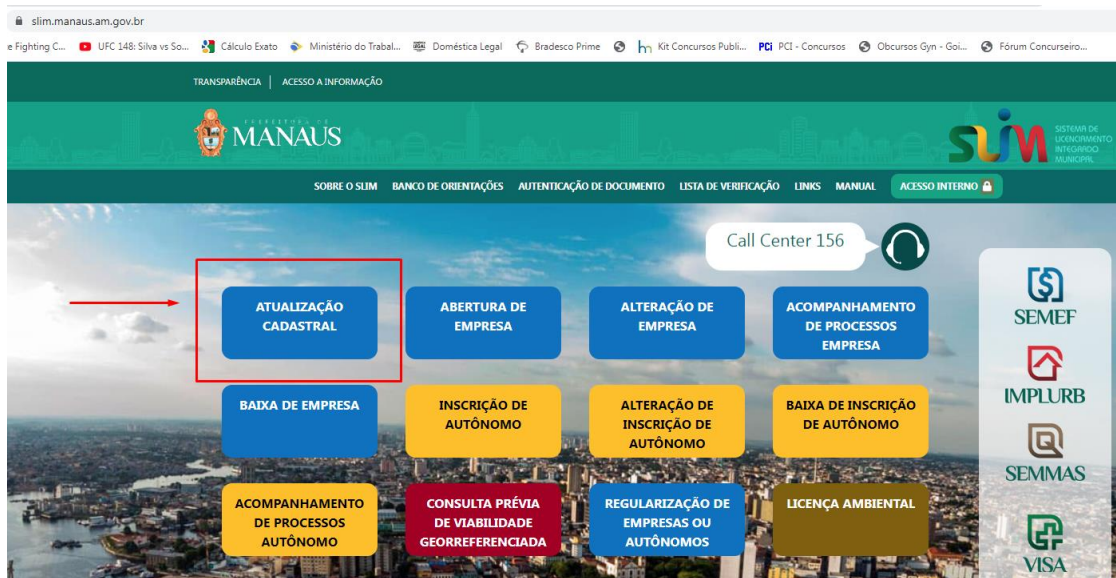 slim.manaus.am.gov.br
e Fighting C... UFC 148: Silva vs So... Cálculo Exato Ministério do Trabal... Doméstica Legal Bradesco Prime Kit Concursos Publi... PCI PCI - Concursos Obcursos Gyn - Goi... Fórum Concurseiro...
TRANSPARÊNCIA | ACESSO A INFORMAÇÃO
PREFEITURA DE
MANAUS
SLIM
SISTEMA DE
LICENCIAMENTO
INTEGRADO
MUNICIPAL
SOBRE O SLIM BANCO DE ORIENTAÇÕES AUTENTICAÇÃO DE DOCUMENTO LISTA DE VERIFICAÇÃO LINKS MANUAL ACESSO INTERNO
Call Center 156
ATUALIZAÇÃO
CADASTRAL
ABERTURA DE
EMPRESA
ALTERAÇÃO DE
EMPRESA
ACOMPANHAMENTO
DE PROCESSOS
EMPRESA
BAIXA DE EMPRESA
INSCRIÇÃO DE
AUTÔNOMO
ALTERAÇÃO DE
INSCRIÇÃO DE
AUTÔNOMO
BAIXA DE INSCRIÇÃO
DE AUTÔNOMO
ACOMPANHAMENTO
DE PROCESSOS
AUTÔNOMO
CONSULTA PRÉVIA
DE VIABILIDADE
GEORREFERENCIADA
REGULARIZAÇÃO DE
EMPRESAS OU
AUTÔNOMOS
LICENÇA AMBIENTAL
SEMEF
IMPLURB
SEMMAS
VISA